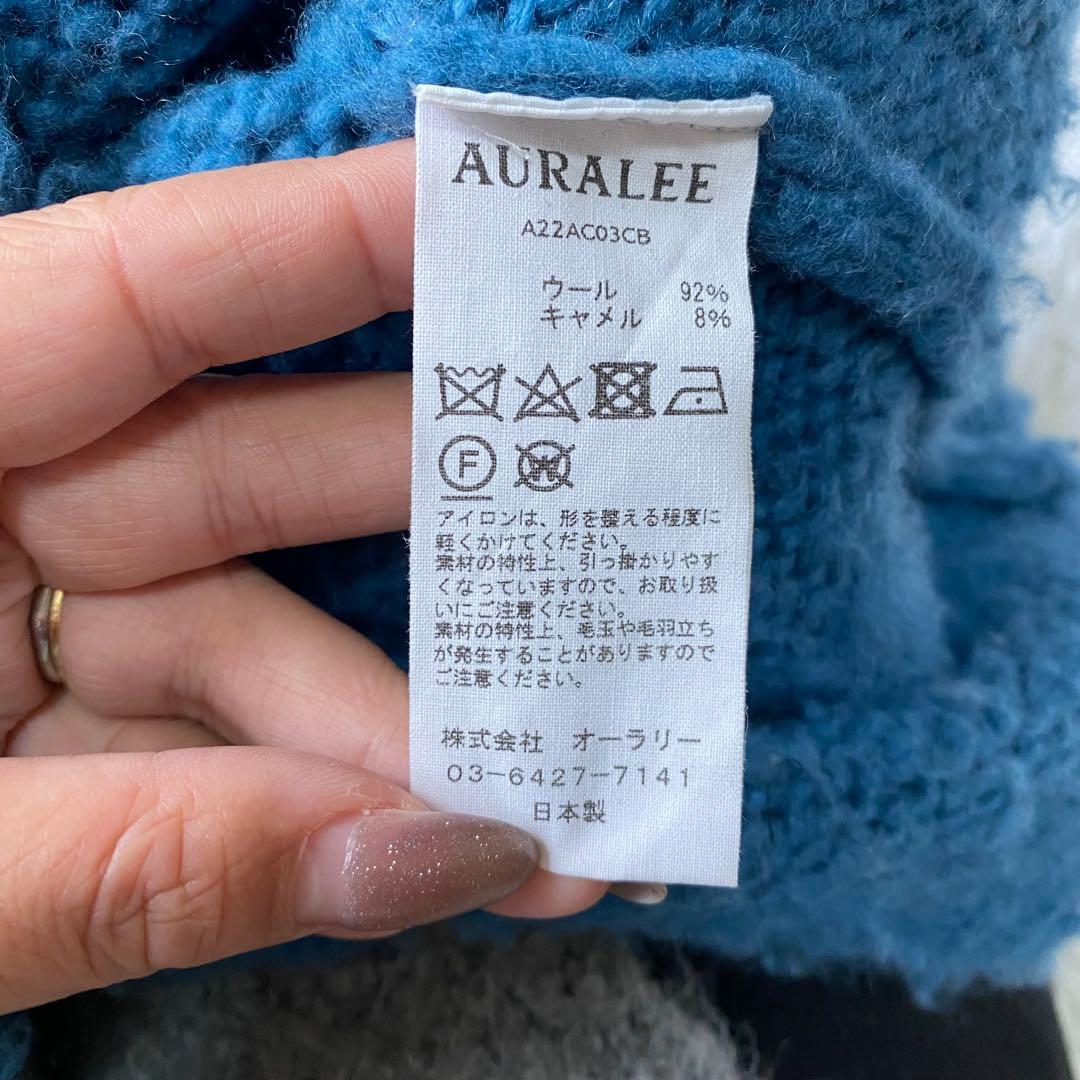 AURALEE
A22AC03CB
ウール 92%
キャメル 8%
F
W
アイロンは、形を整える程度に
軽くかけてください。
素材の特性上、引っ掛かりやす
くなっていますので、お取り扱
いにご注意ください。
素材の特性上、毛玉や毛羽立ち
が発生することがありますので
ご注意ください。
株式会社 オーラリー
03-6427-7141
日本製